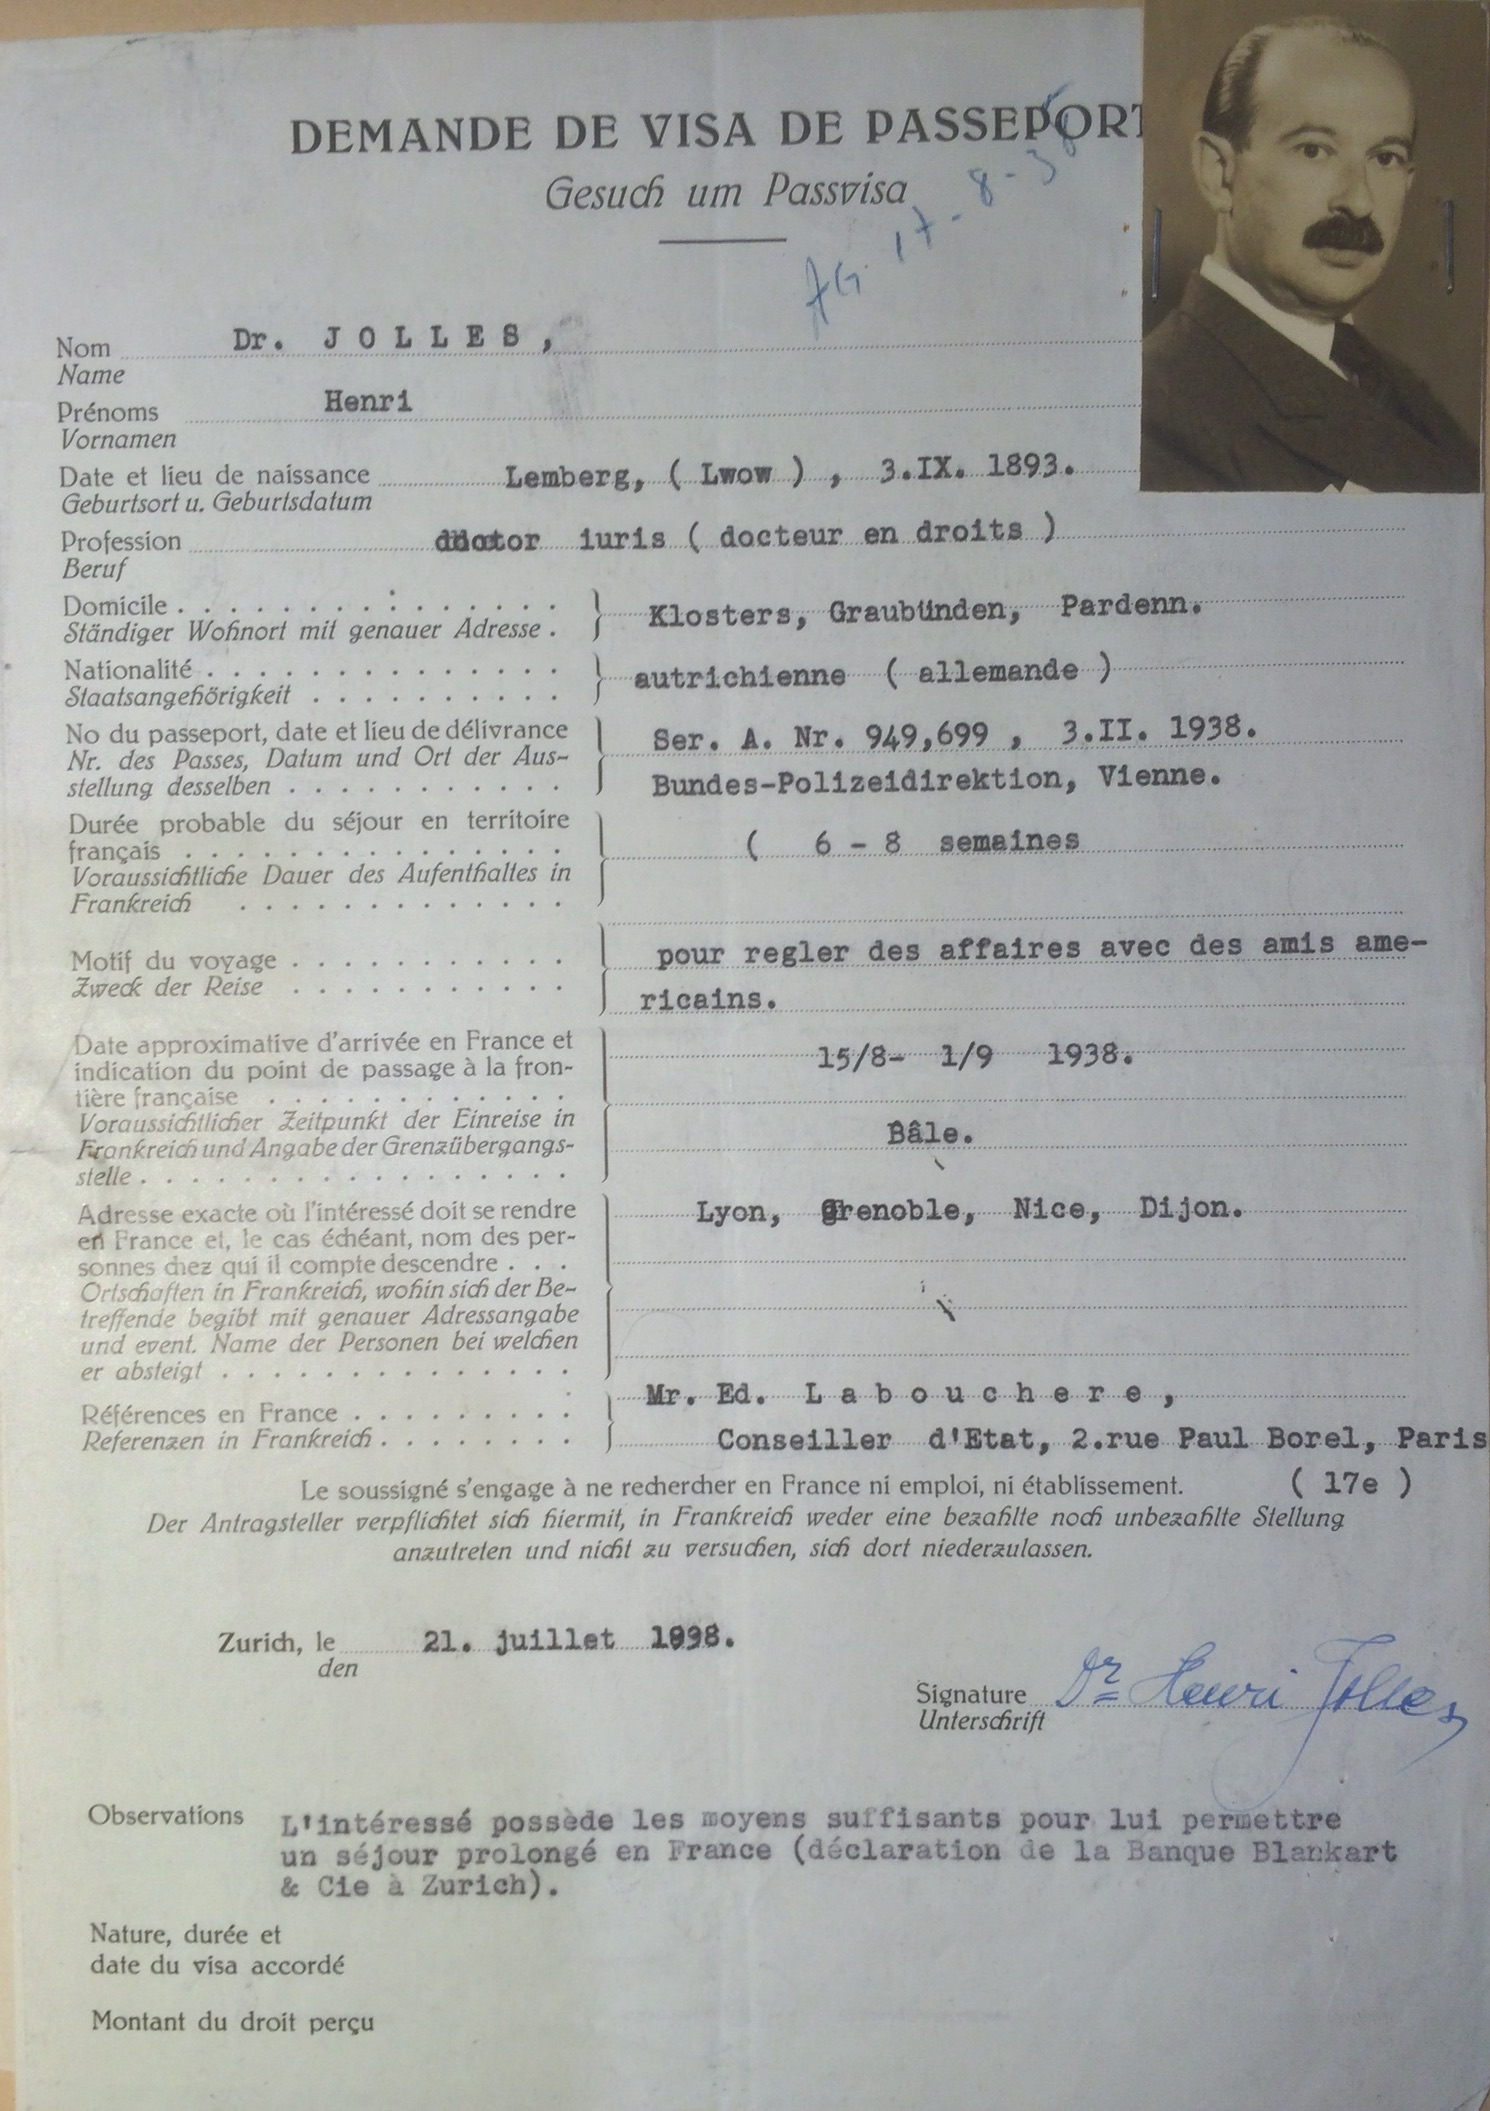 DEMANDE DE VISA DE PASSEPORT
Gesuch um Passvisa
AG. 17-8-38
Nom Dr. J O L L E S ,
Name
Prénoms Henri
Vornamen
Date et lieu de naissance Lemberg, ( Lwow ) , 3.IX. 1893.
Geburtsort u. Geburtsdatum
Profession doctor iuris ( docteur en droits )
Beruf
Domicile . . . . . . . . . . . . . . . Klosters, Graubünden, Pardenn.
Ständiger Wohnort mit genauer Adresse .
Nationalité . . . . . . . . . . . . . . autrichienne ( allemande )
Staatsangehörigkeit . . . . . . . . . .
No du passeport, date et lieu de délivrance Ser. A. Nr. 949,699 , 3.II. 1938.
Nr. des Passes, Datum und Ort der Aus-
stellung desselben . . . . . . . . . . . Bundes-Polizeidirektion, Vienne.
Durée probable du séjour en territoire
français . . . . . . . . . . . . . . . ( 6 - 8 semaines
Voraussichtliche Dauer des Aufenthaltes in
Frankreich . . . . . . . . . . . . .
Motif du voyage . . . . . . . . . . . pour regler des affaires avec des amis ame-
Zweck der Reise . . . . . . . . . . . ricains.
Date approximative d'arrivée en France et 15/8- 1/9 1938.
indication du point de passage à la fron-
tière française . . . . . . . . . . . .
Voraussichtlicher Zeitpunkt der Einreise in Bâle.
Frankreich und Angabe der Grenzübergangs-
stelle . . . . . . . . . . . . . . . . .
Adresse exacte où l'intéressé doit se rendre Lyon, Grenoble, Nice, Dijon.
en France et, le cas échéant, nom des per-
sonnes chez qui il compte descendre . . .
Ortschaften in Frankreich, wohin sich der Be-
treffende begibt mit genauer Adressangabe
und event. Name der Personen bei welchen
er absteigt . . . . . . . . . . . . . .
Références en France . . . . . . . . . Mr. Ed. L a b o u c h e r e ,
Referenzen in Frankreich . . . . . . . . Conseiller d'Etat, 2.rue Paul Borel, Paris
Le soussigné s'engage à ne rechercher en France ni emploi, ni établissement. ( 17e )
Der Antragsteller verpflichtet sich hiermit, in Frankreich weder eine bezahlte noch unbezahlte Stellung
anzutreten und nicht zu versuchen, sich dort niederzulassen.
Zurich, le 21. juillet 1938.
den
Signature Dr Henri Jolles
Unterschrift
Observations L'intéressé possède les moyens suffisants pour lui permettre
un séjour prolongé en France (déclaration de la Banque Blankart
& Cie à Zurich).
Nature, durée et
date du visa accordé
Montant du droit perçu